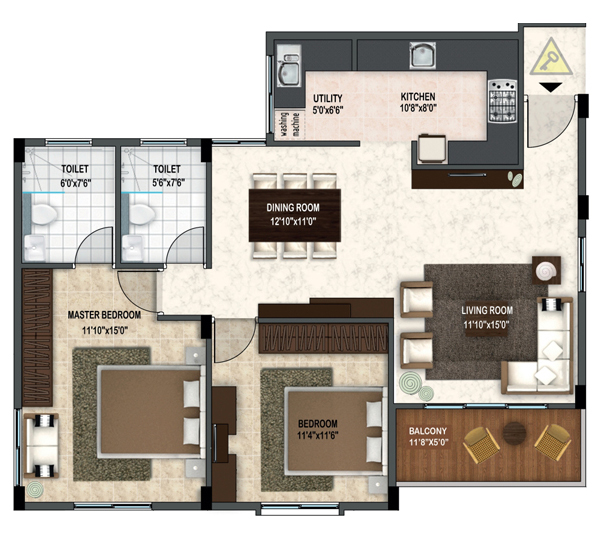 UTILITY
5'0'x6'6"
KITCHEN
10'8"x8'0"
washing
machine
TOILET
6'0'x7'6"
TOILET
5'6"x7'6"
DINING ROOM
12'10"x11'0"
MASTER BEDROOM
11'10"x15'0"
LIVING ROOM
11'10"x15'0"
BEDROOM
11'4"x11'6"
BALCONY
11'8"X5'0"